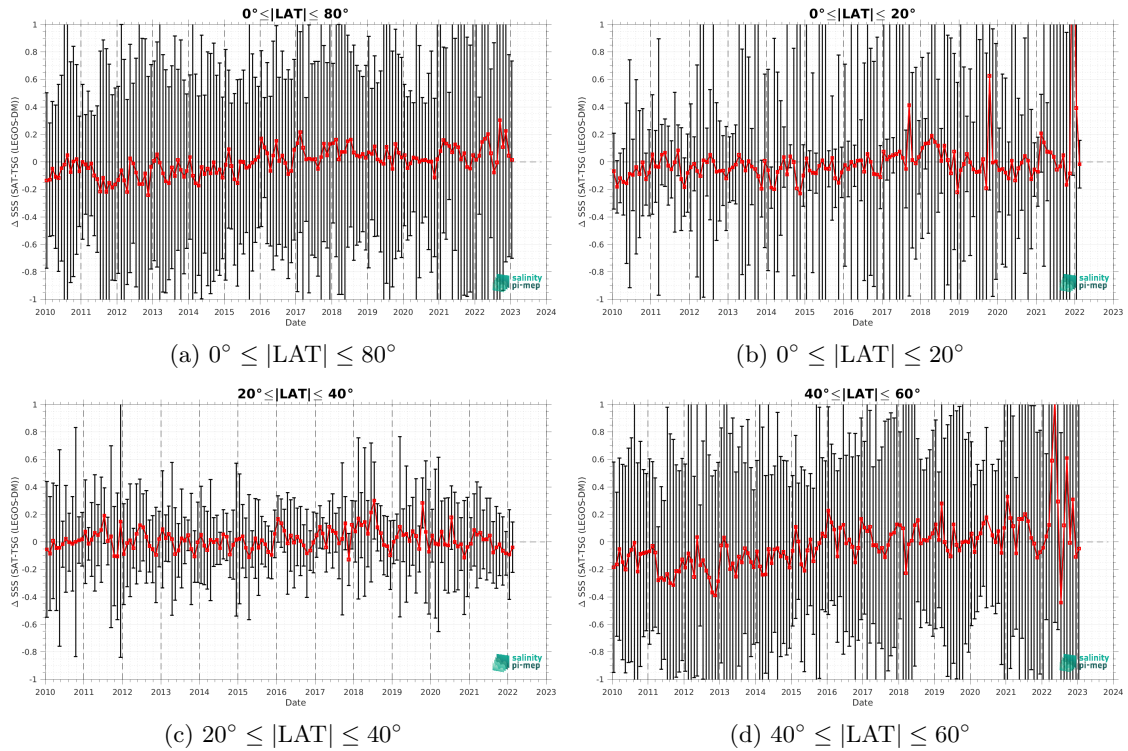 0°≤|LAT|≤ 80°
Δ SSS (SAT-TSG (LEGOS-DM))
1
0.8
0.6
0.4
0.2
0
-0.2
-0.4
-0.6
-0.8
-1
2010 2011 2012 2013 2014 2015 2016 2017 2018 2019 2020 2021 2022 2023 2024
Date
salinity
pi-mep
(a) 0° ≤ |LAT| ≤ 80°
0°≤|LAT|≤ 20°
Δ SSS (SAT-TSG (LEGOS-DM))
1
0.8
0.6
0.4
0.2
0
-0.2
-0.4
-0.6
-0.8
-1
2010 2011 2012 2013 2014 2015 2016 2017 2018 2019 2020 2021 2022 2023
Date
salinity
pi-mep
(b) 0° ≤ |LAT| ≤ 20°
20°≤|LAT|≤ 40°
Δ SSS (SAT-TSG (LEGOS-DM))
1
0.8
0.6
0.4
0.2
0
-0.2
-0.4
-0.6
-0.8
-1
2010 2011 2012 2013 2014 2015 2016 2017 2018 2019 2020 2021 2022 2023
Date
salinity
pi-mep
(c) 20° ≤ |LAT| ≤ 40°
40°≤|LAT|≤ 60°
Δ SSS (SAT-TSG (LEGOS-DM))
1
0.8
0.6
0.4
0.2
0
-0.2
-0.4
-0.6
-0.8
-1
2010 2011 2012 2013 2014 2015 2016 2017 2018 2019 2020 2021 2022 2023 2024
Date
salinity
pi-mep
(d) 40° ≤ |LAT| ≤ 60°